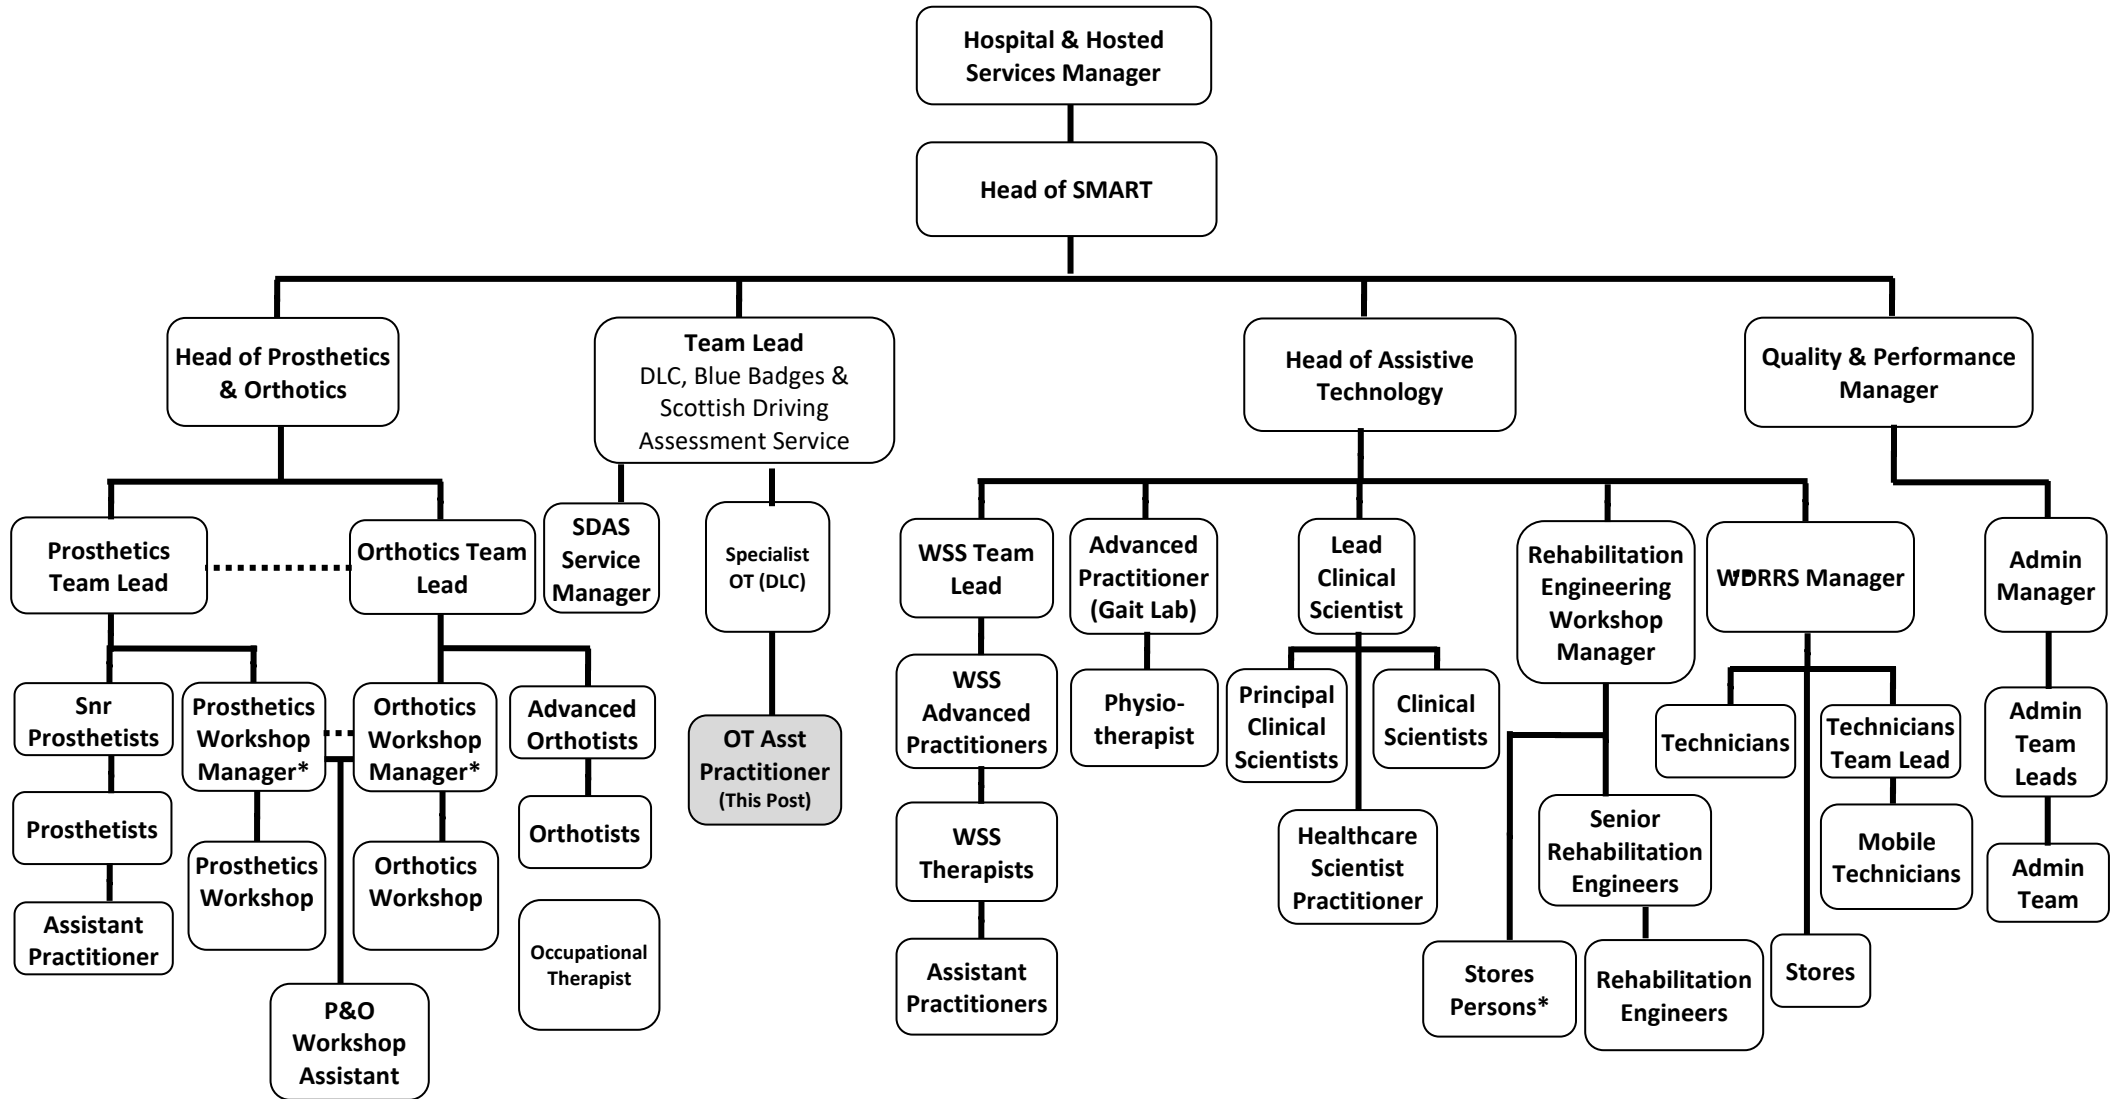 Hospital & Hosted
Services Manager
Head of SMART
Head of Prosthetics
& Orthotics
Team Lead
DLC, Blue Badges &
Scottish Driving
Assessment Service
Head of Assistive
Technology
Quality & Performance
Manager
Prosthetics
Team Lead
Orthotics Team
Lead
SDAS
Service
Manager
Specialist
OT (DLC)
WSS Team
Lead
Advanced
Practitioner
(Gait Lab)
Lead
Clinical
Scientist
Rehabilitation
Engineering
Workshop
Manager
Manager
Admin
Manager
Snr
Prosthetists
Prosthetics
Workshop
Manager*
Orthotics
Workshop
Manager*
Advanced
Orthotists
OT Asst
Practitioner
(This Post)
WSS
Advanced
Practitioners
Physio-
therapist
Principal
Clinical
Scientists
Clinical
Scientists
Technicians
Technicians
Team Lead
Admin
Team
Leads
Prosthetists
Prosthetics
Workshop
Orthotics
Workshop
Orthotists
WSS
Therapists
Healthcare
Scientist
Practitioner
Senior
Rehabilitation
Engineers
Mobile
Technicians
Admin
Team
Assistant
Practitioner
Occupational
Therapist
Assistant
Practitioners
Stores
Persons*
Rehabilitation
Engineers
Stores
P&O
Workshop
Assistant